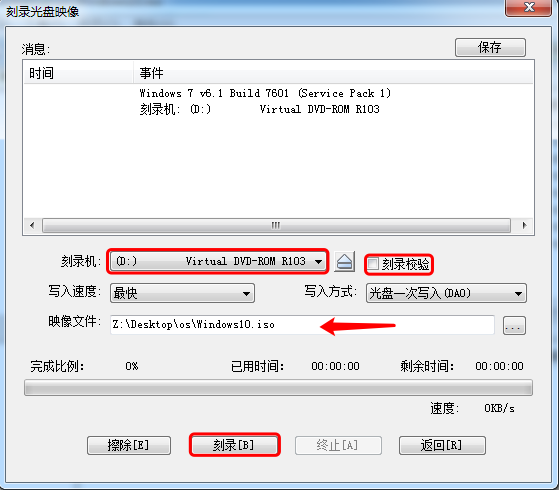 刻录光盘映像
消息:
保存
时间 事件
Windows 7 v6.1 Build 7601 (Service Pack 1)
刻录机: (D:) Virtual DVD-ROM R103
刻录机: (D:) Virtual DVD-ROM R103 刻录校验
写入速度: 最快 写入方式: 光盘一次写入(DAO)
映像文件: Z:\Desktop\os\Windows10.iso ...
完成比例: 0% 已用时间: 00:00:00 剩余时间: 00:00:00
速度: 0KB/s
擦除[E] 刻录[B] 终止[A] 返回[R]